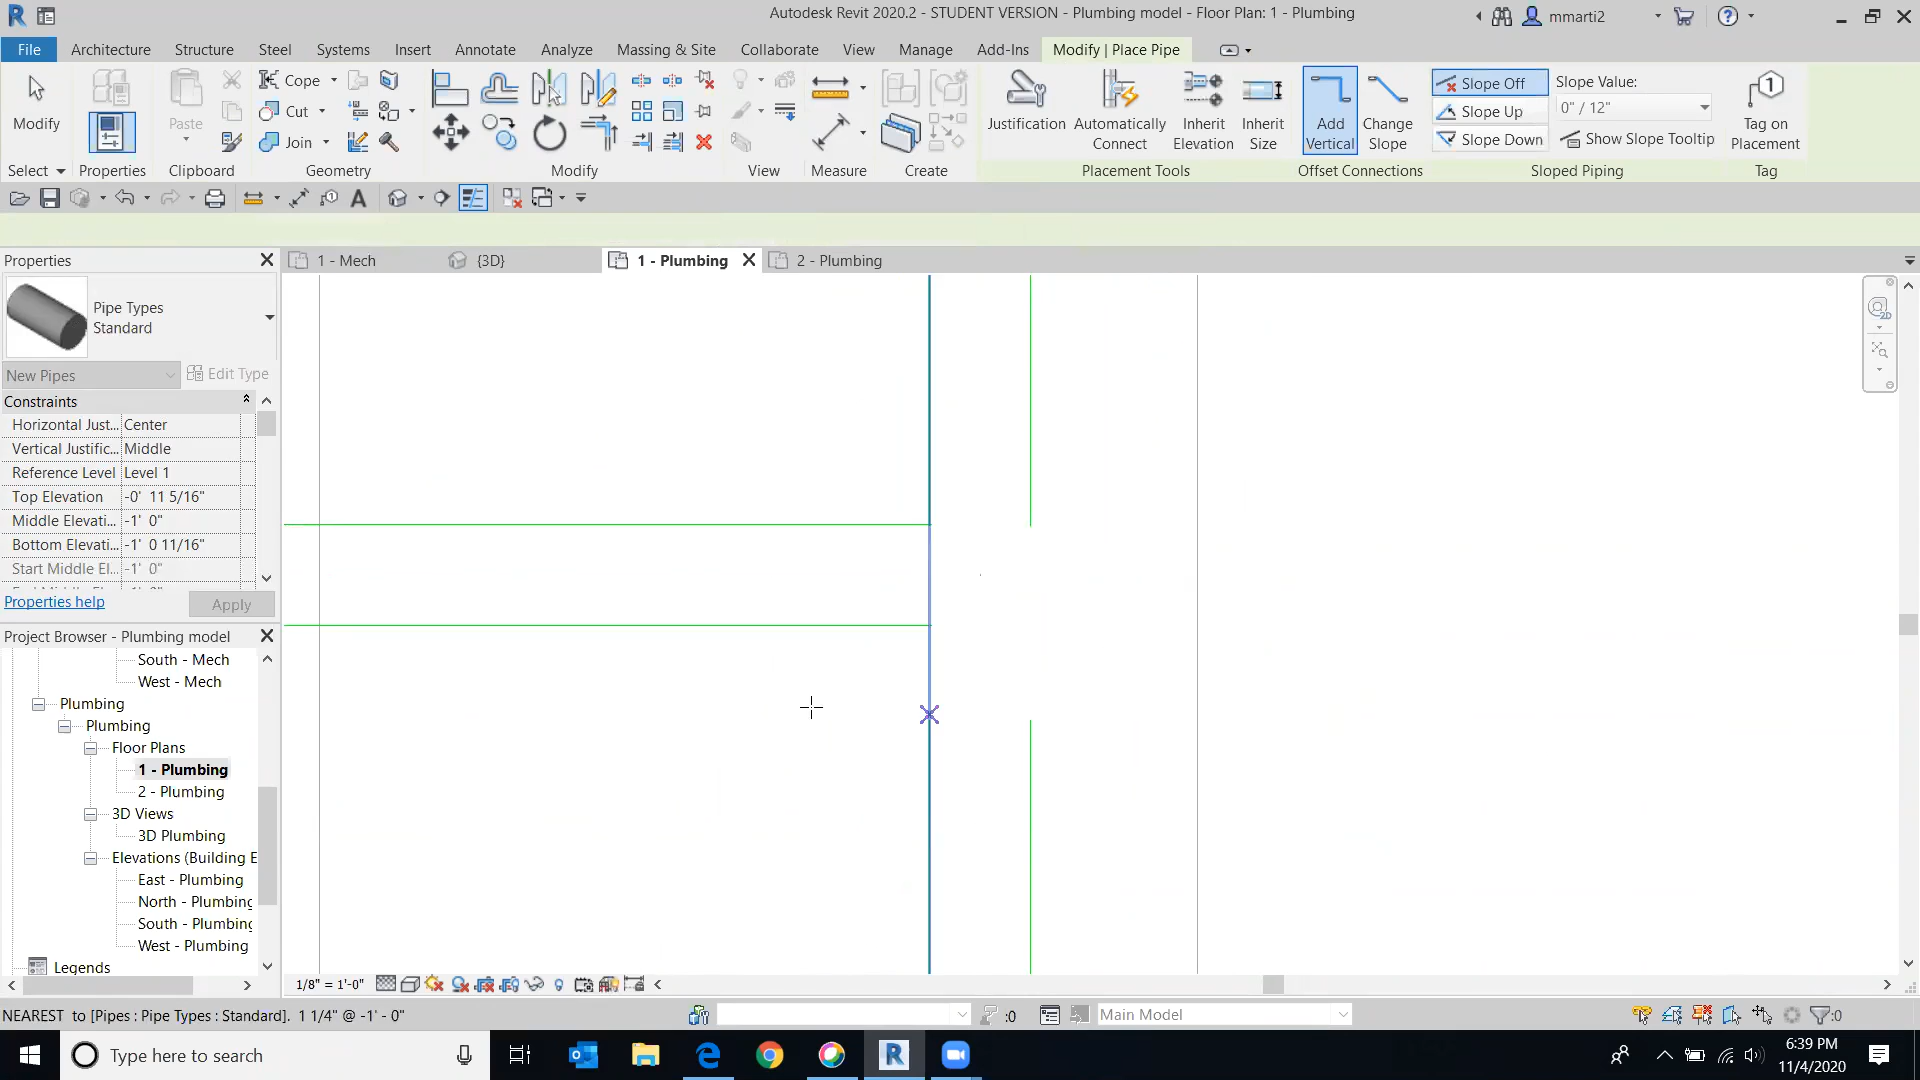 Autodesk Revit 2020.2 - STUDENT VERSION - Plumbing model - Floor Plan: 1 - Plumbing
mmarti2
File Architecture Structure Steel Systems Insert Annotate Analyze Massing & Site Collaborate View Manage Add-Ins Modify | Place Pipe
Modify
Properties
Paste
Cope
Cut
Join
Justification
Automatically
Connect
Inherit
Elevation
Inherit
Size
Add
Vertical
Change
Slope
Slope Off
Slope Up
Slope Down
Slope Value:
0" / 12"
Show Slope Tooltip
Tag on
Placement
Select Properties Clipboard Geometry Modify View Measure Create Placement Tools Offset Connections Sloped Piping Tag
Properties
1 - Mech {3D} 1 - Plumbing 2 - Plumbing
Pipe Types
Standard
New Pipes Edit Type
Constraints
Horizontal Just... Center
Vertical Justific... Middle
Reference Level Level 1
Top Elevation -0' 11 5/16"
Middle Elevati... -1' 0"
Bottom Elevati... -1' 0 11/16"
Start Middle El... -1' 0"
Properties help Apply
Project Browser - Plumbing model
South - Mech
West - Mech
Plumbing
Plumbing
Floor Plans
1 - Plumbing
2 - Plumbing
3D Views
3D Plumbing
Elevations (Building E
East - Plumbing
North - Plumbing
South - Plumbing
West - Plumbing
Legends
1/8" = 1'-0"
NEAREST to [Pipes : Pipe Types : Standard]. 1 1/4" @ -1' - 0"
:0
Main Model
:0
Type here to search
6:39 PM
11/4/2020